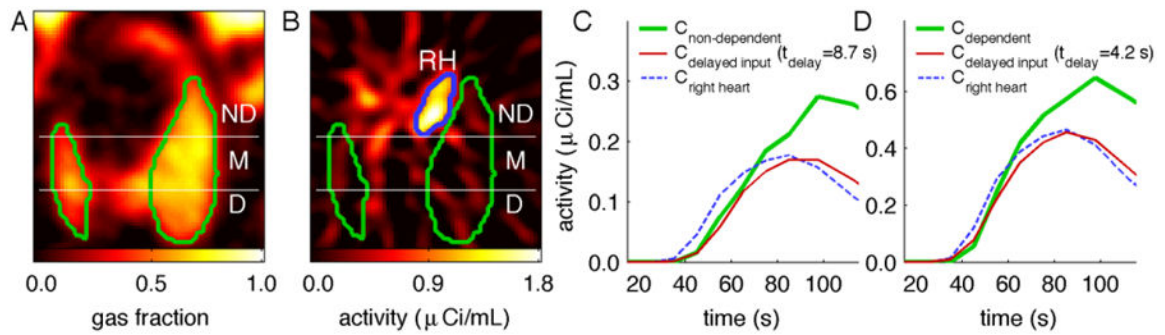 A
ND
M
D
0.0 0.5 1.0
gas fraction
B
RH
ND
M
D
0.0 0.9 1.8
activity (μ Ci/mL)
C
C non-dependent
C delayed input (t delay=8.7 s)
C right heart
0.3
0.2
0.1
0.0
activity (μ Ci/mL)
20 40 60 80 100
time (s)
D
C dependent
C delayed input (t delay=4.2 s)
C right heart
0.6
0.4
0.2
0.0
20 40 60 80 100
time (s)